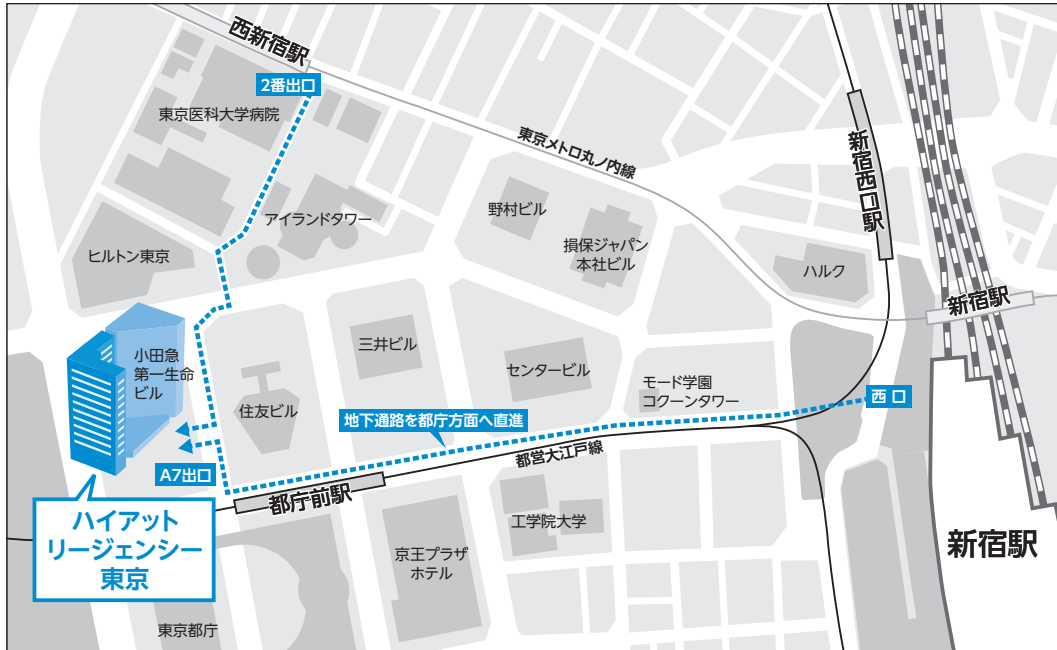 西新宿駅
2番出口
東京医科大学病院
東京メトロ丸ノ内線
新宿西口駅
アイランドタワー
野村ビル
損保ジャパン
本社ビル
ヒルトン東京
ハルク
新宿駅
小田急
第一生命
ビル
三井ビル
センタービル
モード学園
コクーンタワー
住友ビル
西口
地下通路を都庁方面へ直進
都営大江戸線
A7出口
都庁前駅
ハイアット
リージェンシー
東京
工学院大学
京王プラザ
ホテル
新宿駅
東京都庁